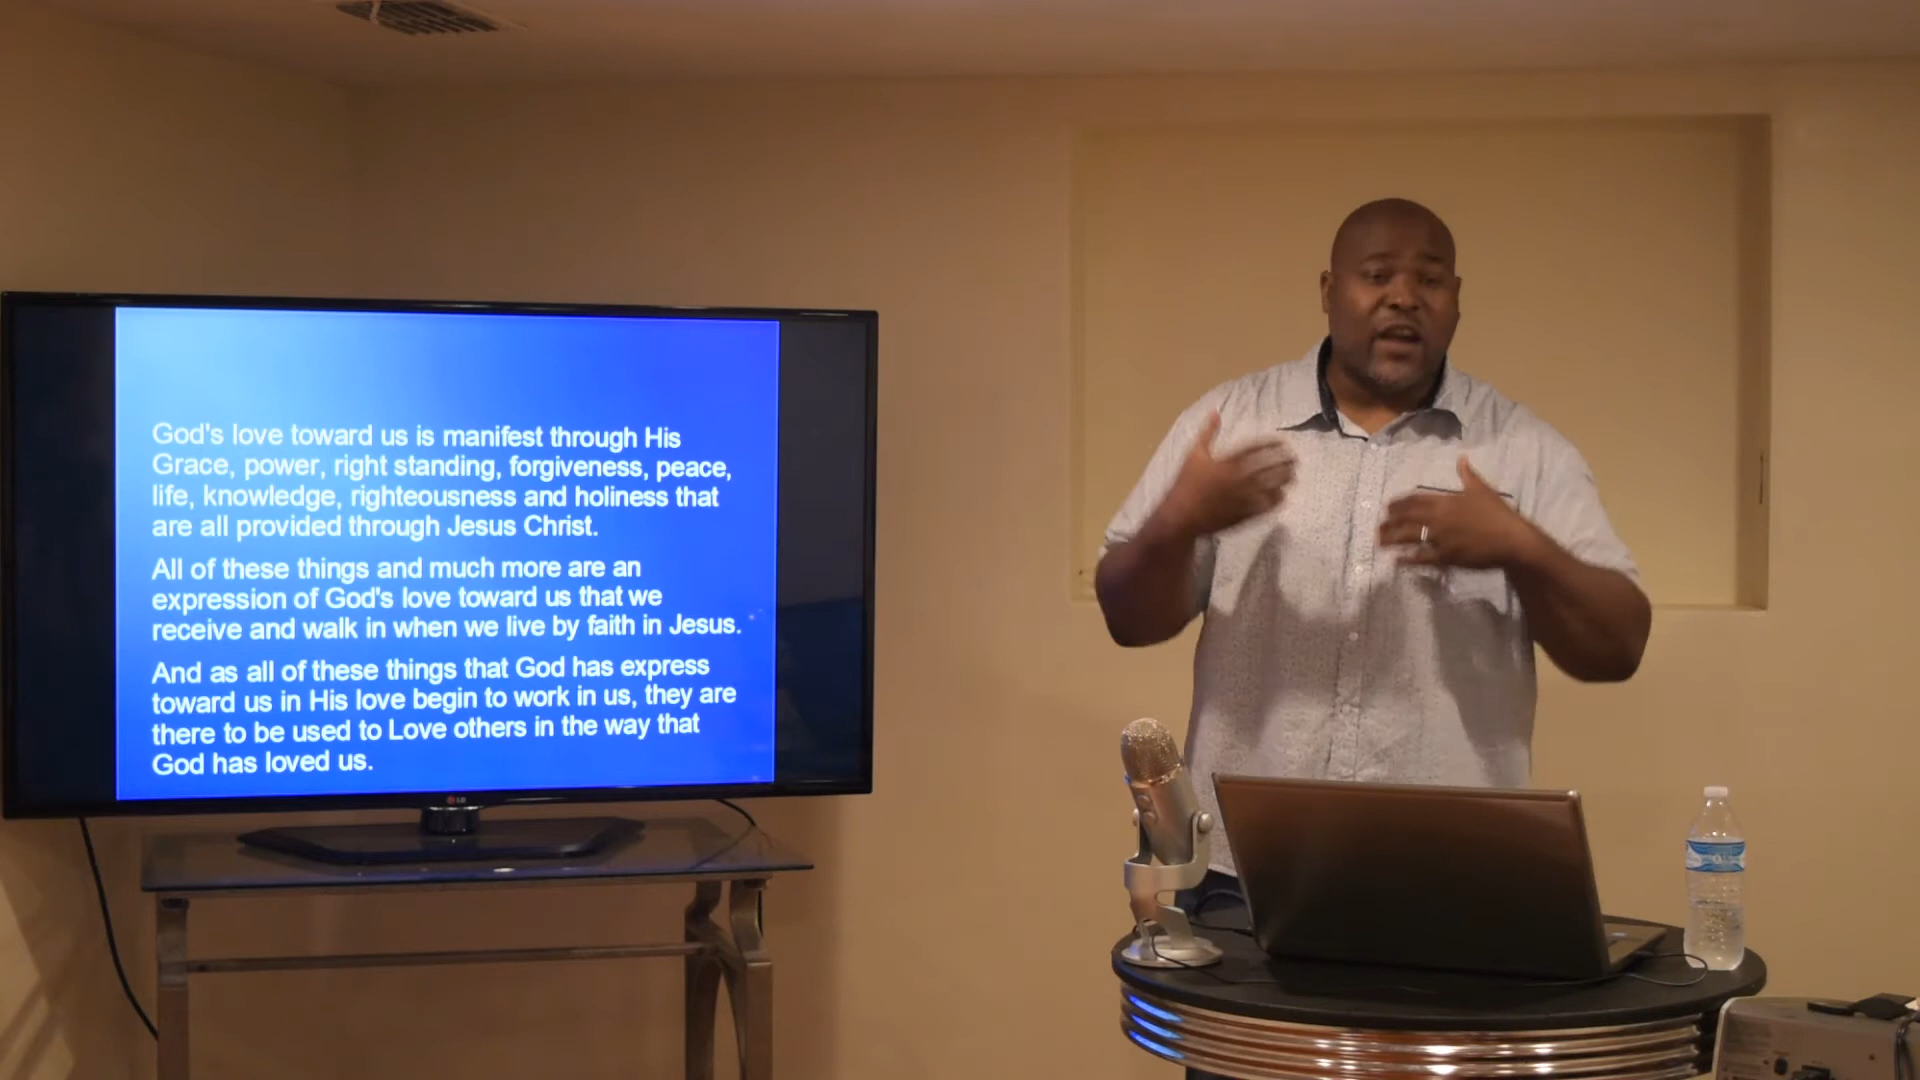 God's love toward us is manifest through His
Grace, power, right standing, forgiveness, peace,
life, knowledge, righteousness and holiness that
are all provided through Jesus Christ.
All of these things and much more are an
expression of God's love toward us that we
receive and walk in when we live by faith in Jesus.
And as all of these things that God has express
toward us in His love begin to work in us, they are
there to be used to Love others in the way that
God has loved us.
LG